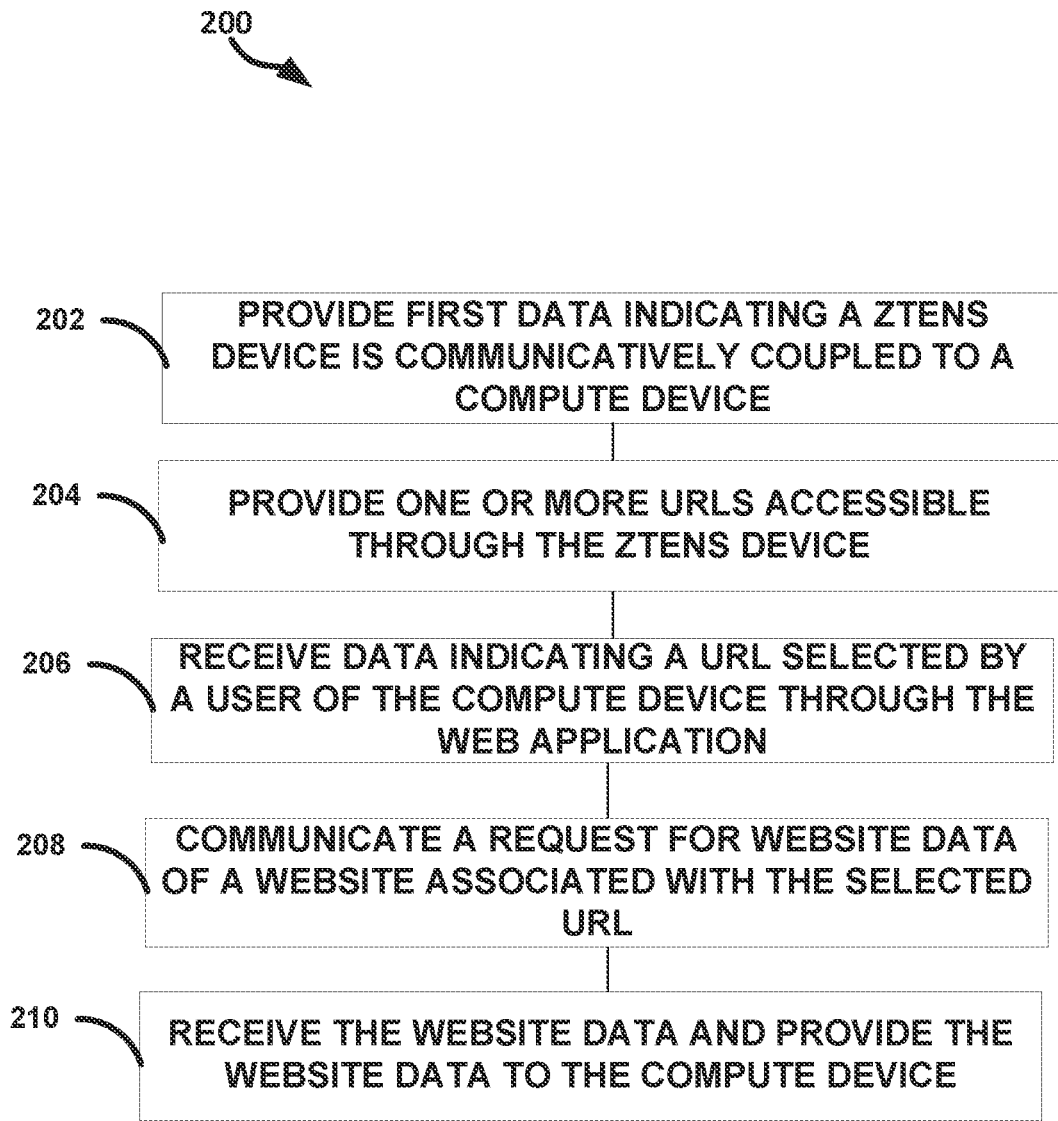 200
202
PROVIDE FIRST DATA INDICATING A ZTENS
DEVICE IS COMMUNICATIVELY COUPLED TO A
COMPUTE DEVICE
204
PROVIDE ONE OR MORE URLS ACCESSIBLE
THROUGH THE ZTENS DEVICE
206
RECEIVE DATA INDICATING A URL SELECTED BY
A USER OF THE COMPUTE DEVICE THROUGH THE
WEB APPLICATION
208
COMMUNICATE A REQUEST FOR WEBSITE DATA
OF A WEBSITE ASSOCIATED WITH THE SELECTED
URL
210
RECEIVE THE WEBSITE DATA AND PROVIDE THE
WEBSITE DATA TO THE COMPUTE DEVICE